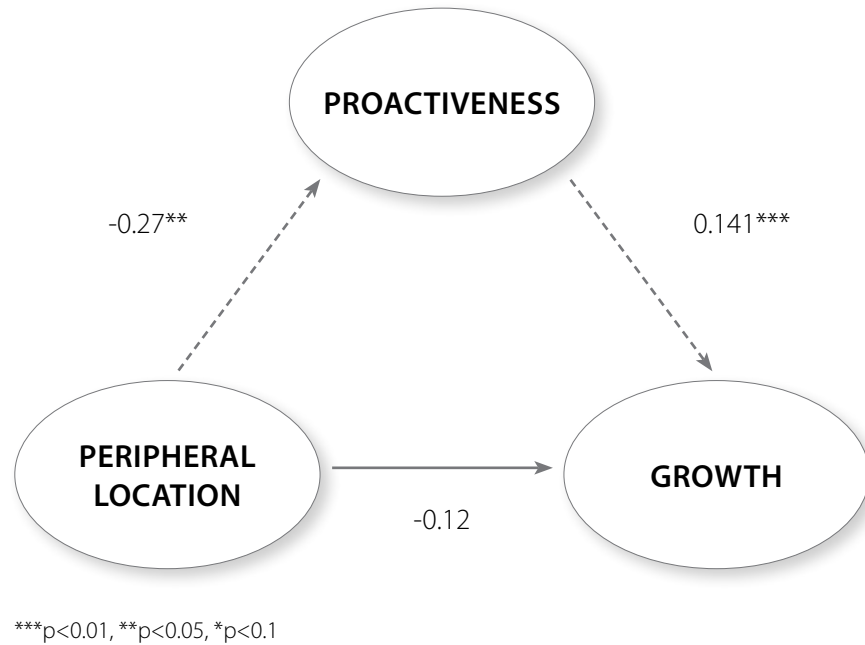 PROACTIVENESS
-0.27**
0.141***
PERIPHERAL
LOCATION
GROWTH
-0.12
***p<0.01, **p<0.05, *p<0.1